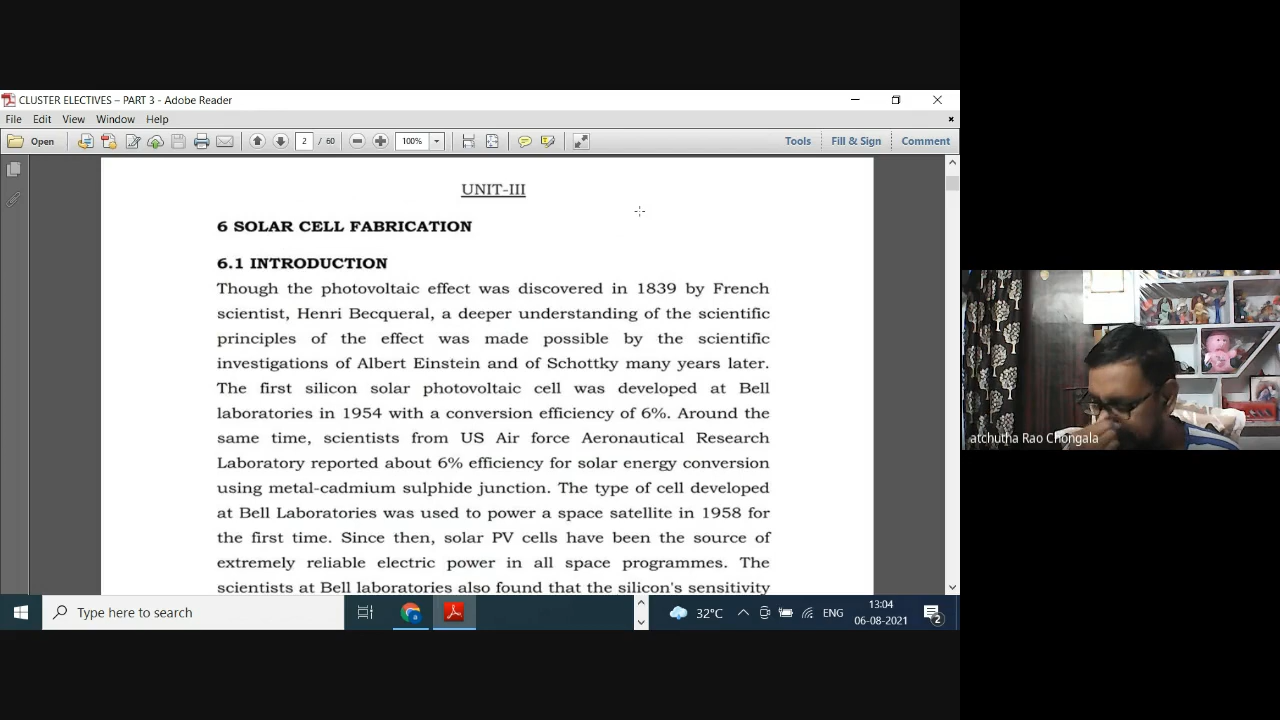 CLUSTER ELECTIVES – PART 3 - Adobe Reader
File Edit View Window Help
Open 2 / 60 100% Tools Fill & Sign Comment
UNIT-III
6 SOLAR CELL FABRICATION
6.1 INTRODUCTION
Though the photovoltaic effect was discovered in 1839 by French
scientist, Henri Becqueral, a deeper understanding of the scientific
principles of the effect was made possible by the scientific
investigations of Albert Einstein and of Schottky many years later.
The first silicon solar photovoltaic cell was developed at Bell
laboratories in 1954 with a conversion efficiency of 6%. Around the
same time, scientists from US Air force Aeronautical Research
Laboratory reported about 6% efficiency for solar energy conversion
using metal-cadmium sulphide junction. The type of cell developed
at Bell Laboratories was used to power a space satellite in 1958 for
the first time. Since then, solar PV cells have been the source of
extremely reliable electric power in all space programmes. The
scientists at Bell laboratories also found that the silicon's sensitivity
atchutha Rao Chongala
Type here to search 32°C ENG 13:04
06-08-2021 2